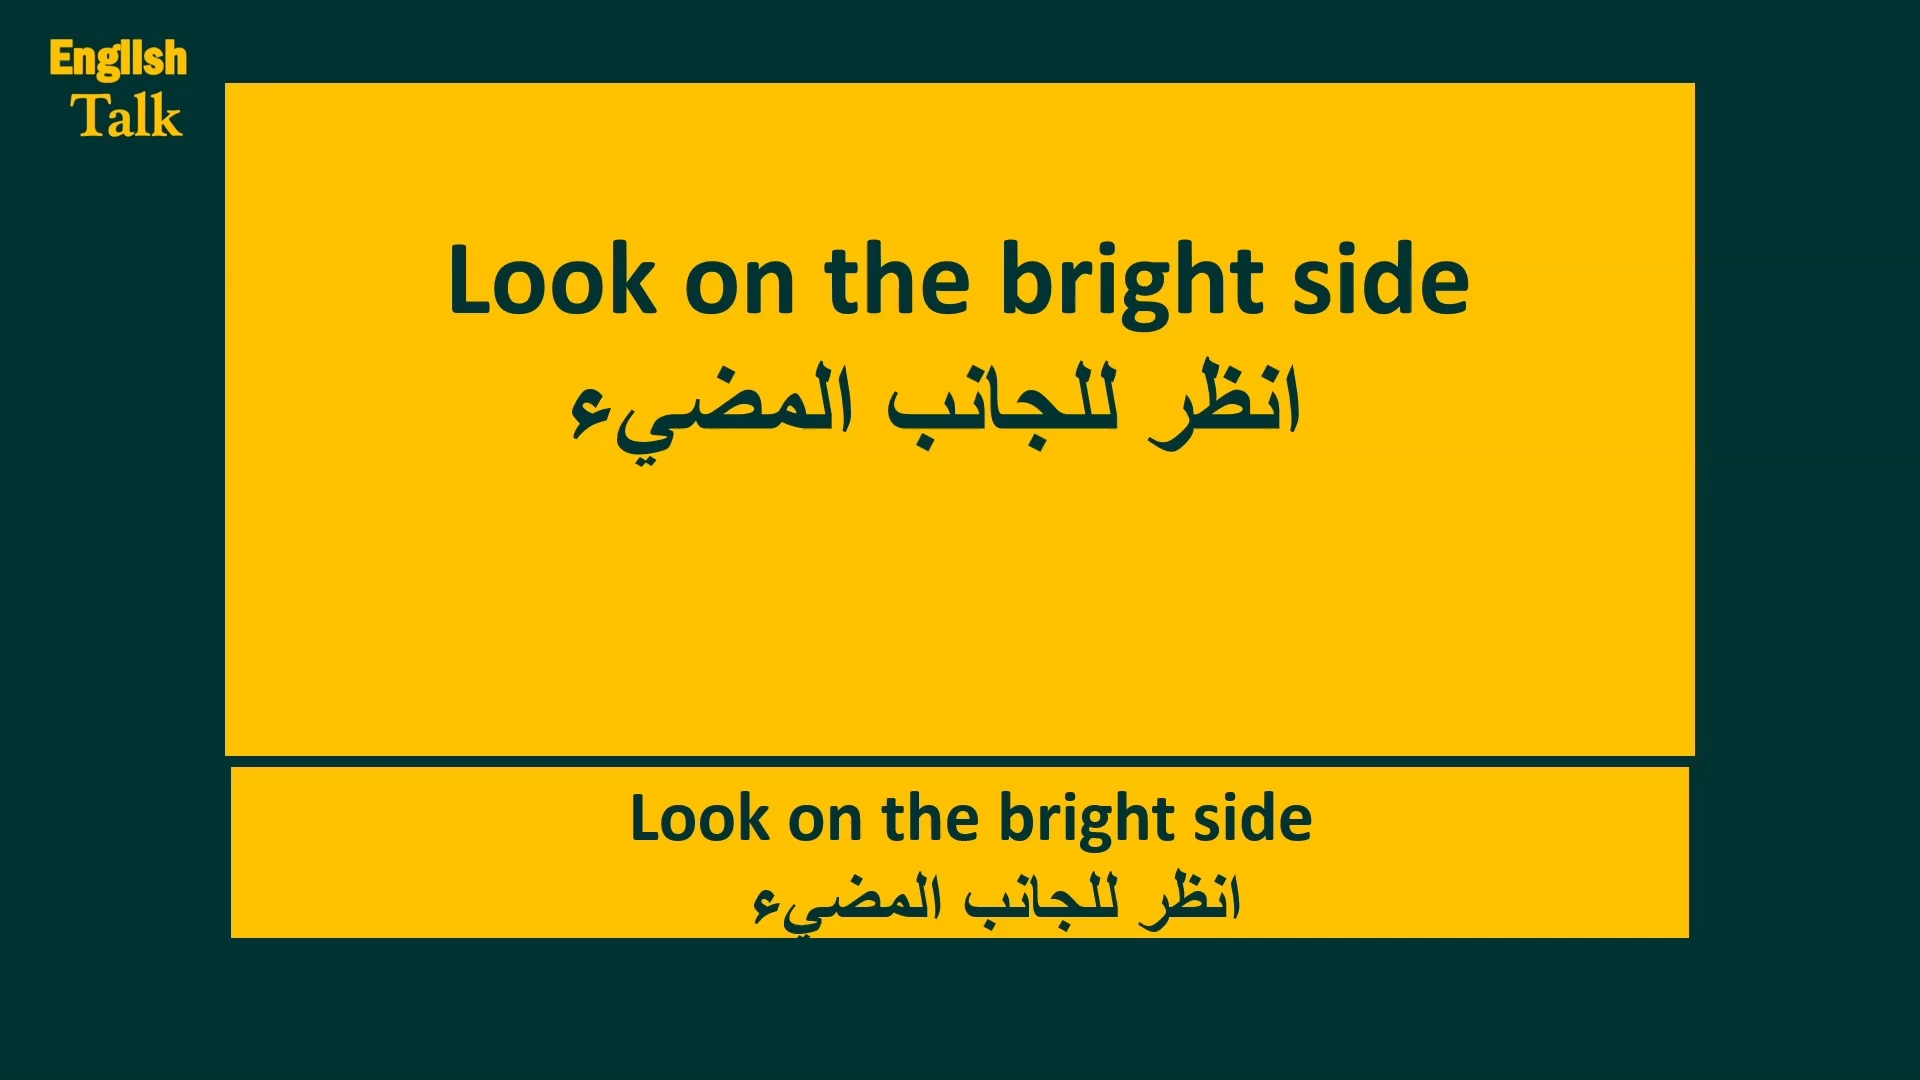 English
Talk
Look on the bright side
انظر للجانب المضيء
Look on the bright side
انظر للجانب المضيء